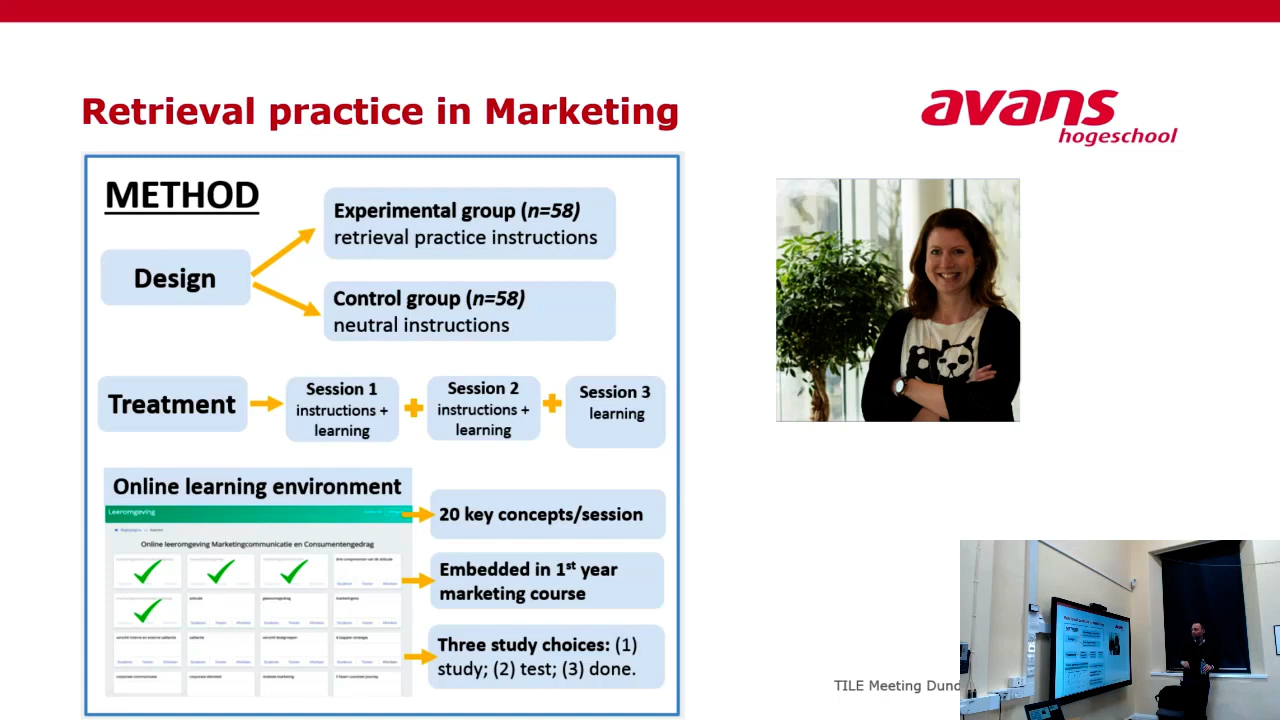 Retrieval practice in Marketing
avans
hogeschool
METHOD
Design
Experimental group (n=58)
retrieval practice instructions
Control group (n=58)
neutral instructions
Treatment
Session 1
instructions +
learning
Session 2
instructions +
learning
Session 3
learning
Online learning environment
Leeromgeving
Online leeromgeving Marketingcommunicatie en Consumentengedrag
20 key concepts/session
Embedded in 1st year
marketing course
Three study choices: (1)
study; (2) test; (3) done.
TILE Meeting Dund